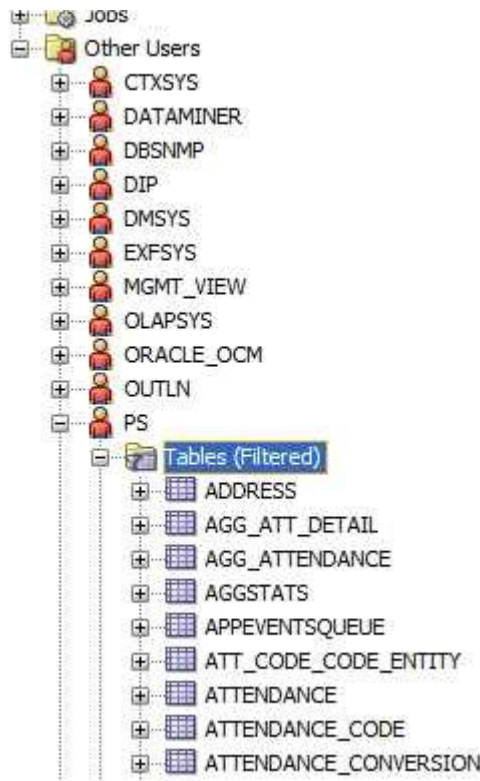 Jobs
Other Users
CTXSYS
DATAMINER
DBSNMP
DIP
DMSYS
EXFSYS
MGMT_VIEW
OLAPSYS
ORACLE_OCM
OUTLN
PS
Tables (Filtered)
ADDRESS
AGG_ATT_DETAIL
AGG_ATTENDANCE
AGGSTATS
APPEVENTSQUEUE
ATT_CODE_CODE_ENTITY
ATTENDANCE
ATTENDANCE_CODE
ATTENDANCE_CONVERSION